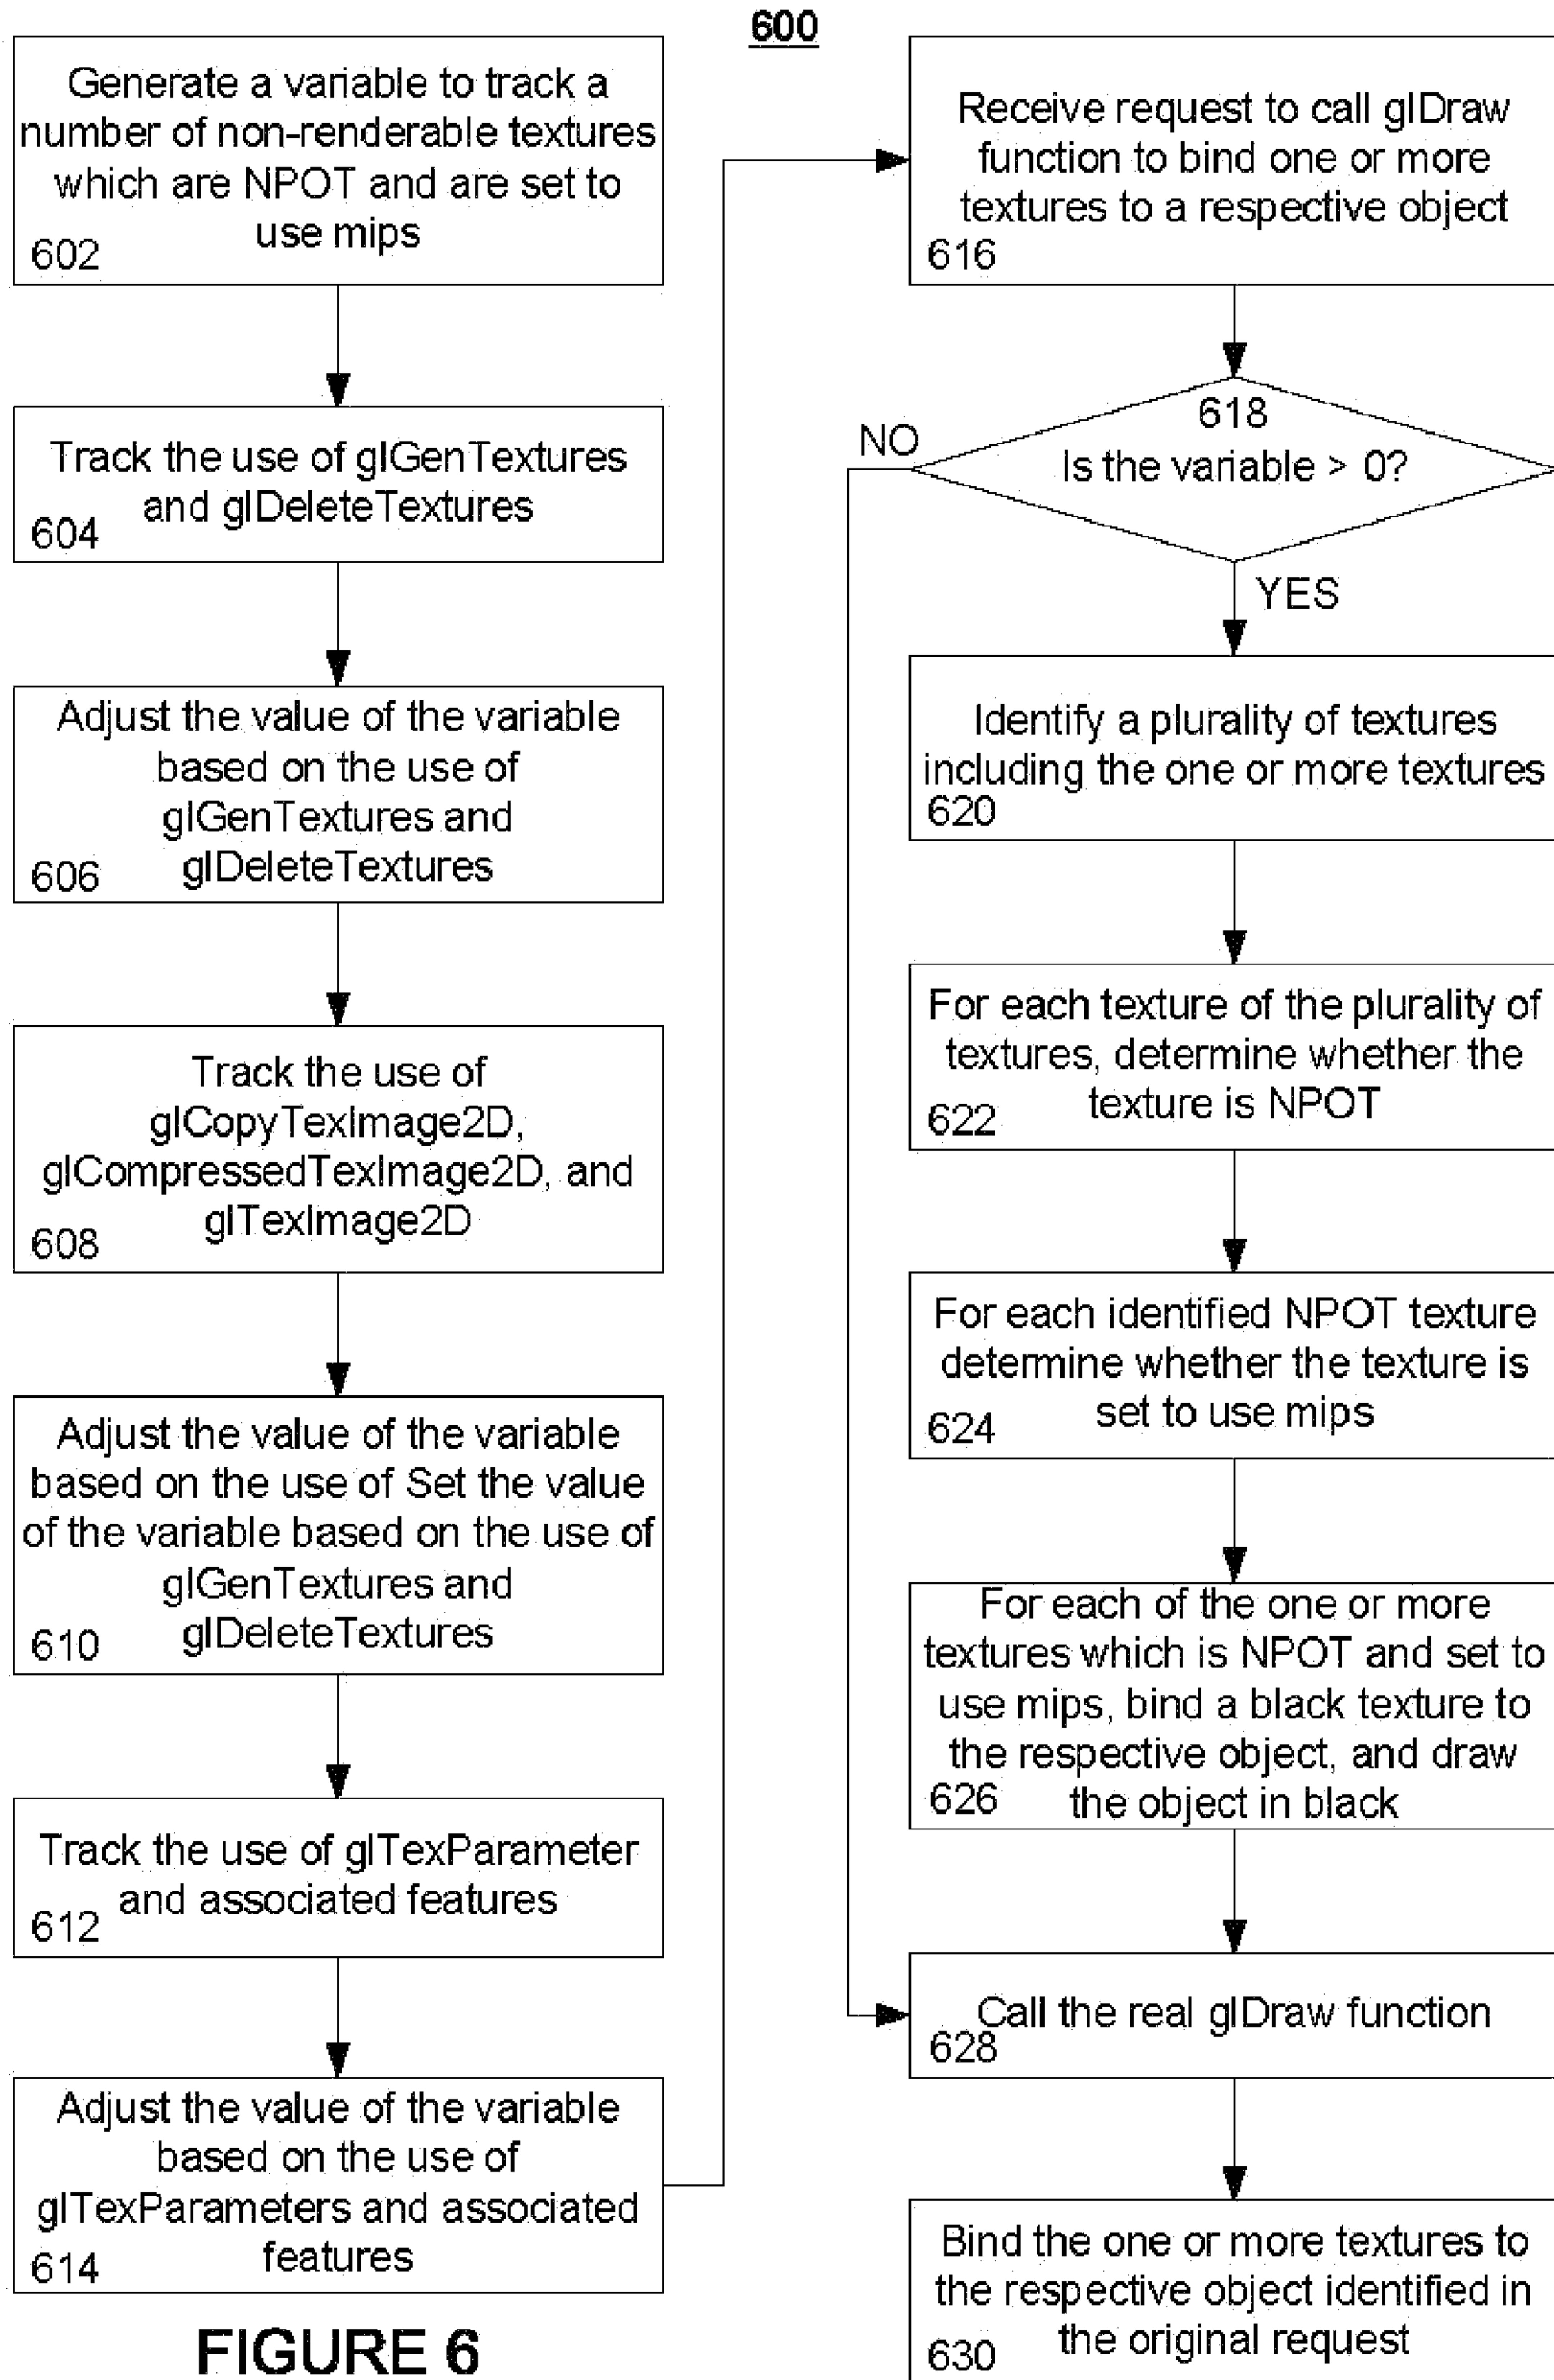 600
Generate a variable to track a
number of non-renderable textures
which are NPOT and are set to
use mips
602
Track the use of glGenTextures
and glDeleteTextures
604
Adjust the value of the variable
based on the use of
glGenTextures and
glDeleteTextures
606
Track the use of
glCopyTexImage2D,
glCompressedTexImage2D, and
glTexImage2D
608
Adjust the value of the variable
based on the use of Set the value
of the variable based on the use of
glGenTextures and
glDeleteTextures
610
Track the use of glTexParameter
and associated features
612
Adjust the value of the variable
based on the use of
glTexParameters and associated
features
614
FIGURE 6
Receive request to call glDraw
function to bind one or more
textures to a respective object
616
618
Is the variable > 0?
NO
YES
Identify a plurality of textures
including the one or more textures
620
For each texture of the plurality of
textures, determine whether the
texture is NPOT
622
For each identified NPOT texture
determine whether the texture is
set to use mips
624
For each of the one or more
textures which is NPOT and set to
use mips, bind a black texture to
the respective object, and draw
the object in black
626
Call the real glDraw function
628
Bind the one or more textures to
the respective object identified in
the original request
630